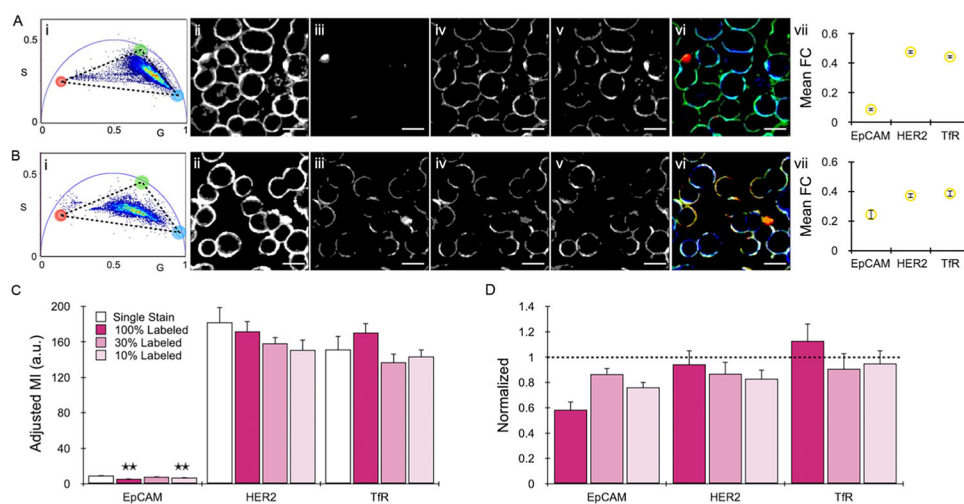 A
i
ii
iii
iv
v
vi
vii
0.5
S
0
0.5
G
1
0.6
0.4
0.2
0
Mean FC
EpCAM
HER2
TfR
B
i
ii
iii
iv
v
vi
vii
0.5
S
0
0.5
G
1
0.6
0.4
0.2
0
Mean FC
EpCAM
HER2
TfR
C
200
160
120
80
40
0
Adjusted MI (a.u.)
Single Stain
100% Labeled
30% Labeled
10% Labeled
★★
★★
EpCAM
HER2
TfR
D
1.4
1.2
1
0.8
0.6
0.4
0.2
0
Normalized
EpCAM
HER2
TfR